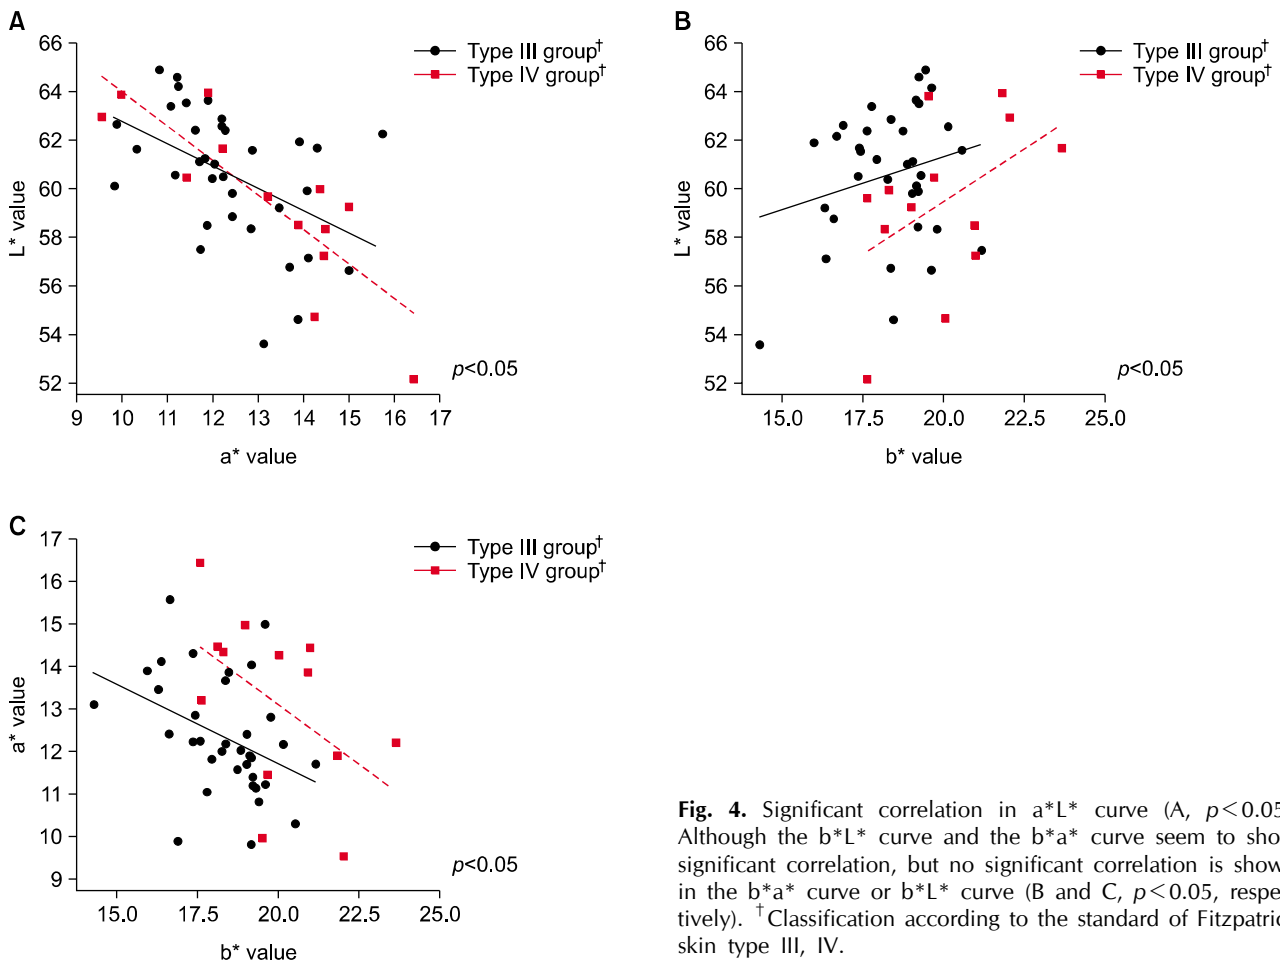 A
66
64
62
60
58
56
54
52
L* value
9 10 11 12 13 14 15 16 17
a* value
Type III group†
Type IV group†
p<0.05
B
66
64
62
60
58
56
54
52
L* value
15.0 17.5 20.0 22.5 25.0
b* value
Type III group†
Type IV group†
p<0.05
C
17
16
15
14
13
12
11
10
9
a* value
15.0 17.5 20.0 22.5 25.0
b* value
Type III group†
Type IV group†
p<0.05
Fig. 4. Significant correlation in a*L* curve (A, p<0.05
Although the b*L* curve and the b*a* curve seem to sho
significant correlation, but no significant correlation is show
in the b*a* curve or b*L* curve (B and C, p<0.05, respe
tively). †Classification according to the standard of Fitzpatric
skin type III, IV.